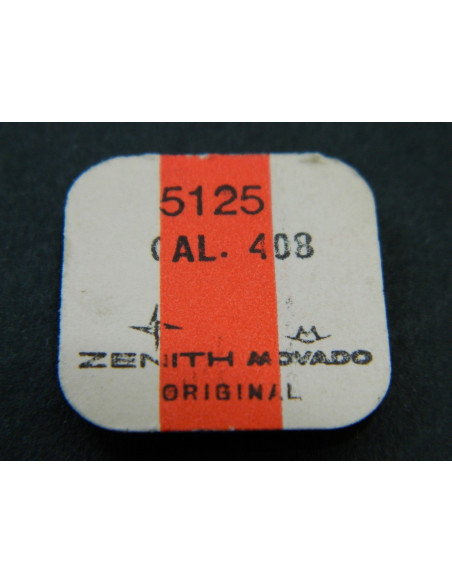 5125
CAL. 408
ZENITH MOVADO
ORIGINAL